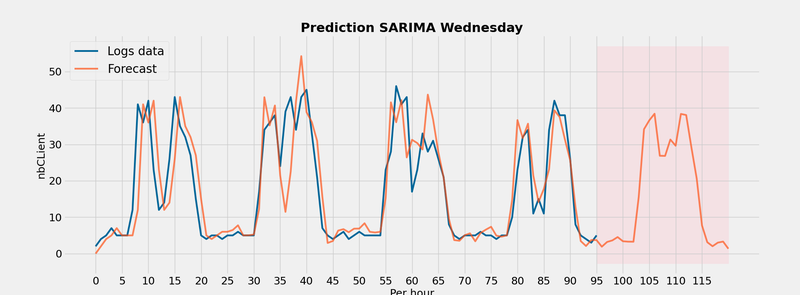 Prediction SARIMA Wednesday
Logs data
Forecast
nbClient
50
40
30
20
10
0
0 5 10 15 20 25 30 35 40 45 50 55 60 65 70 75 80 85 90 95 100 105 110 115
Per hour